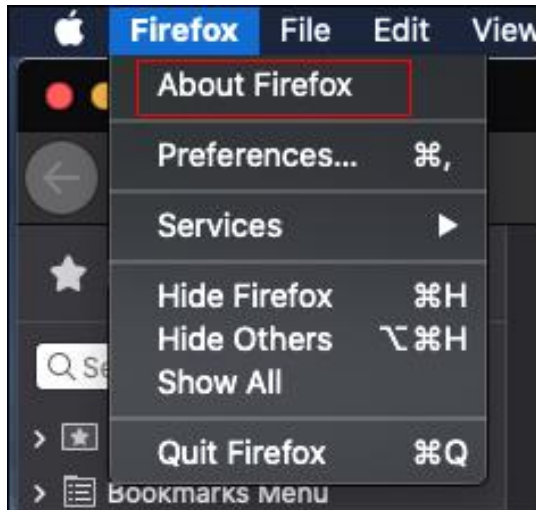 Firefox File Edit View
About Firefox
Preferences... ⌘,
Services ▶
Hide Firefox ⌘H
Hide Others ⌥⌘H
Show All
Quit Firefox ⌘Q
Bookmarks Menu